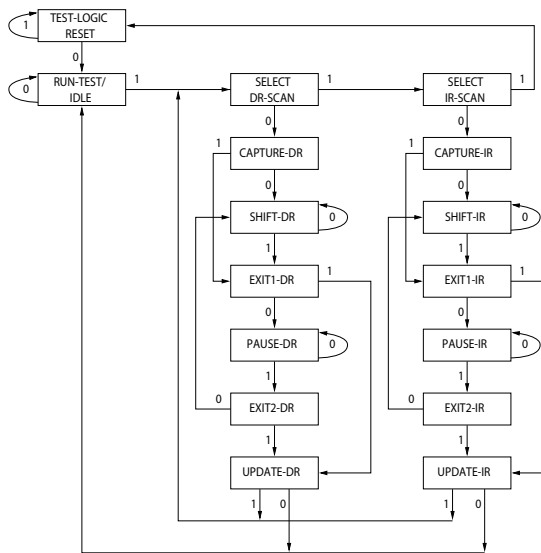 TEST-LOGIC
RESET
1
0
RUN-TEST/
IDLE
0
1
SELECT
DR-SCAN
1
SELECT
IR-SCAN
1
0
0
1
CAPTURE-DR
1
CAPTURE-IR
0
0
SHIFT-DR
0
SHIFT-IR
0
1
1
EXIT1-DR
1
EXIT1-IR
1
0
0
PAUSE-DR
0
PAUSE-IR
0
1
1
0
EXIT2-DR
0
EXIT2-IR
1
1
UPDATE-DR
UPDATE-IR
1
0
1
0